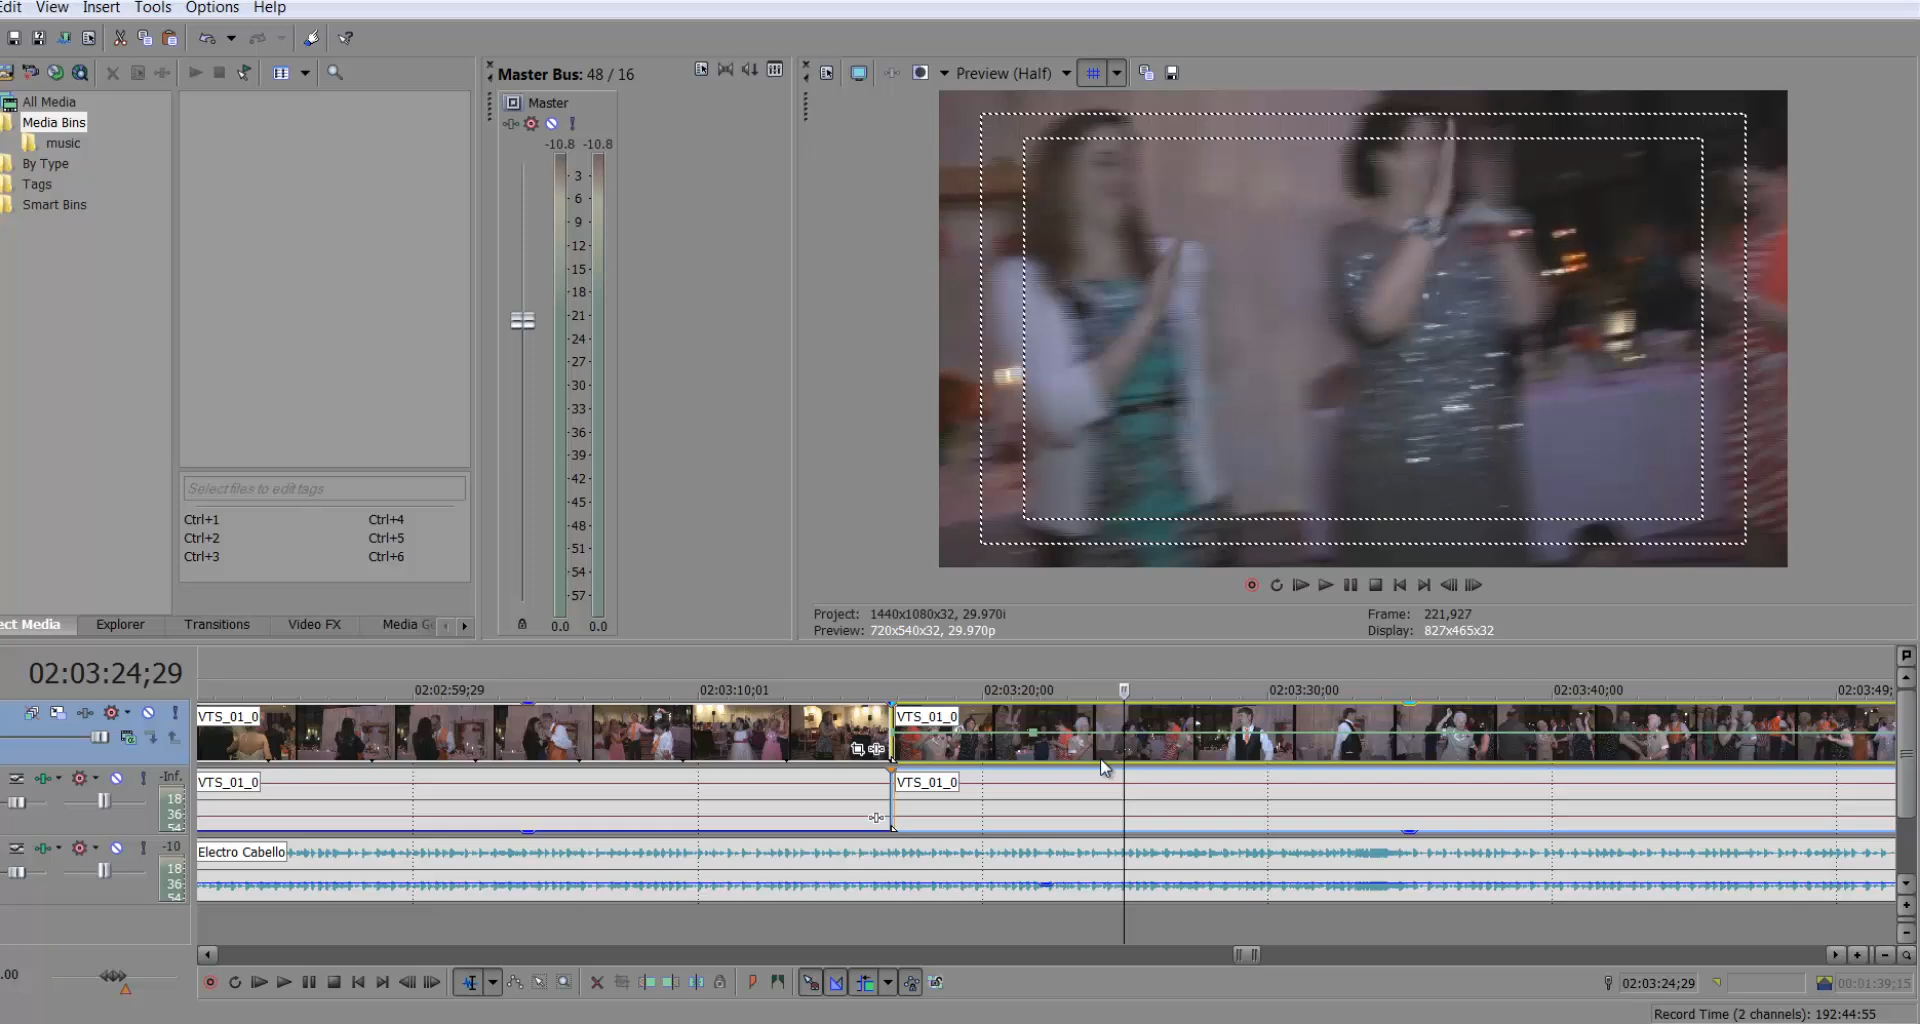 Edit View Insert Tools Options Help
Master Bus: 48 / 16
Preview (Half)
All Media
Media Bins
music
By Type
Tags
Smart Bins
Master
-10.8 -10.8
3
6
9
12
15
18
21
24
27
30
33
36
39
42
45
48
51
54
57
0.0 0.0
Select files to edit tags
Ctrl+1 Ctrl+4
Ctrl+2 Ctrl+5
Ctrl+3 Ctrl+6
ect Media Explorer Transitions Video FX Media Ge
Project: 1440x1080x32, 29.970i
Preview: 720x540x32, 29.970p
Frame: 221,927
Display: 827x465x32
02:03:24;29
02:02:59;29 02:03:10;01 02:03:20;00 02:03:30;00 02:03:40;00 02:03:49;
VTS_01_0 VTS_01_0
-Inf.
18
36
54
VTS_01_0 VTS_01_0
-10
18
36
54
Electro Cabello
.00
02:03:24;29
00:01:39;15
Record Time (2 channels): 192:44:55